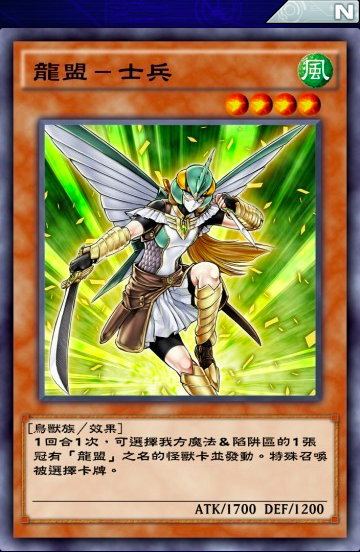 N
龍盟－士兵
風
[鳥獸族／效果]
1回合1次，可選擇我方魔法&陷阱區的1張
冠有「龍盟」之名的怪獸卡並發動。特殊召喚
被選擇卡牌。
ATK/1700 DEF/1200